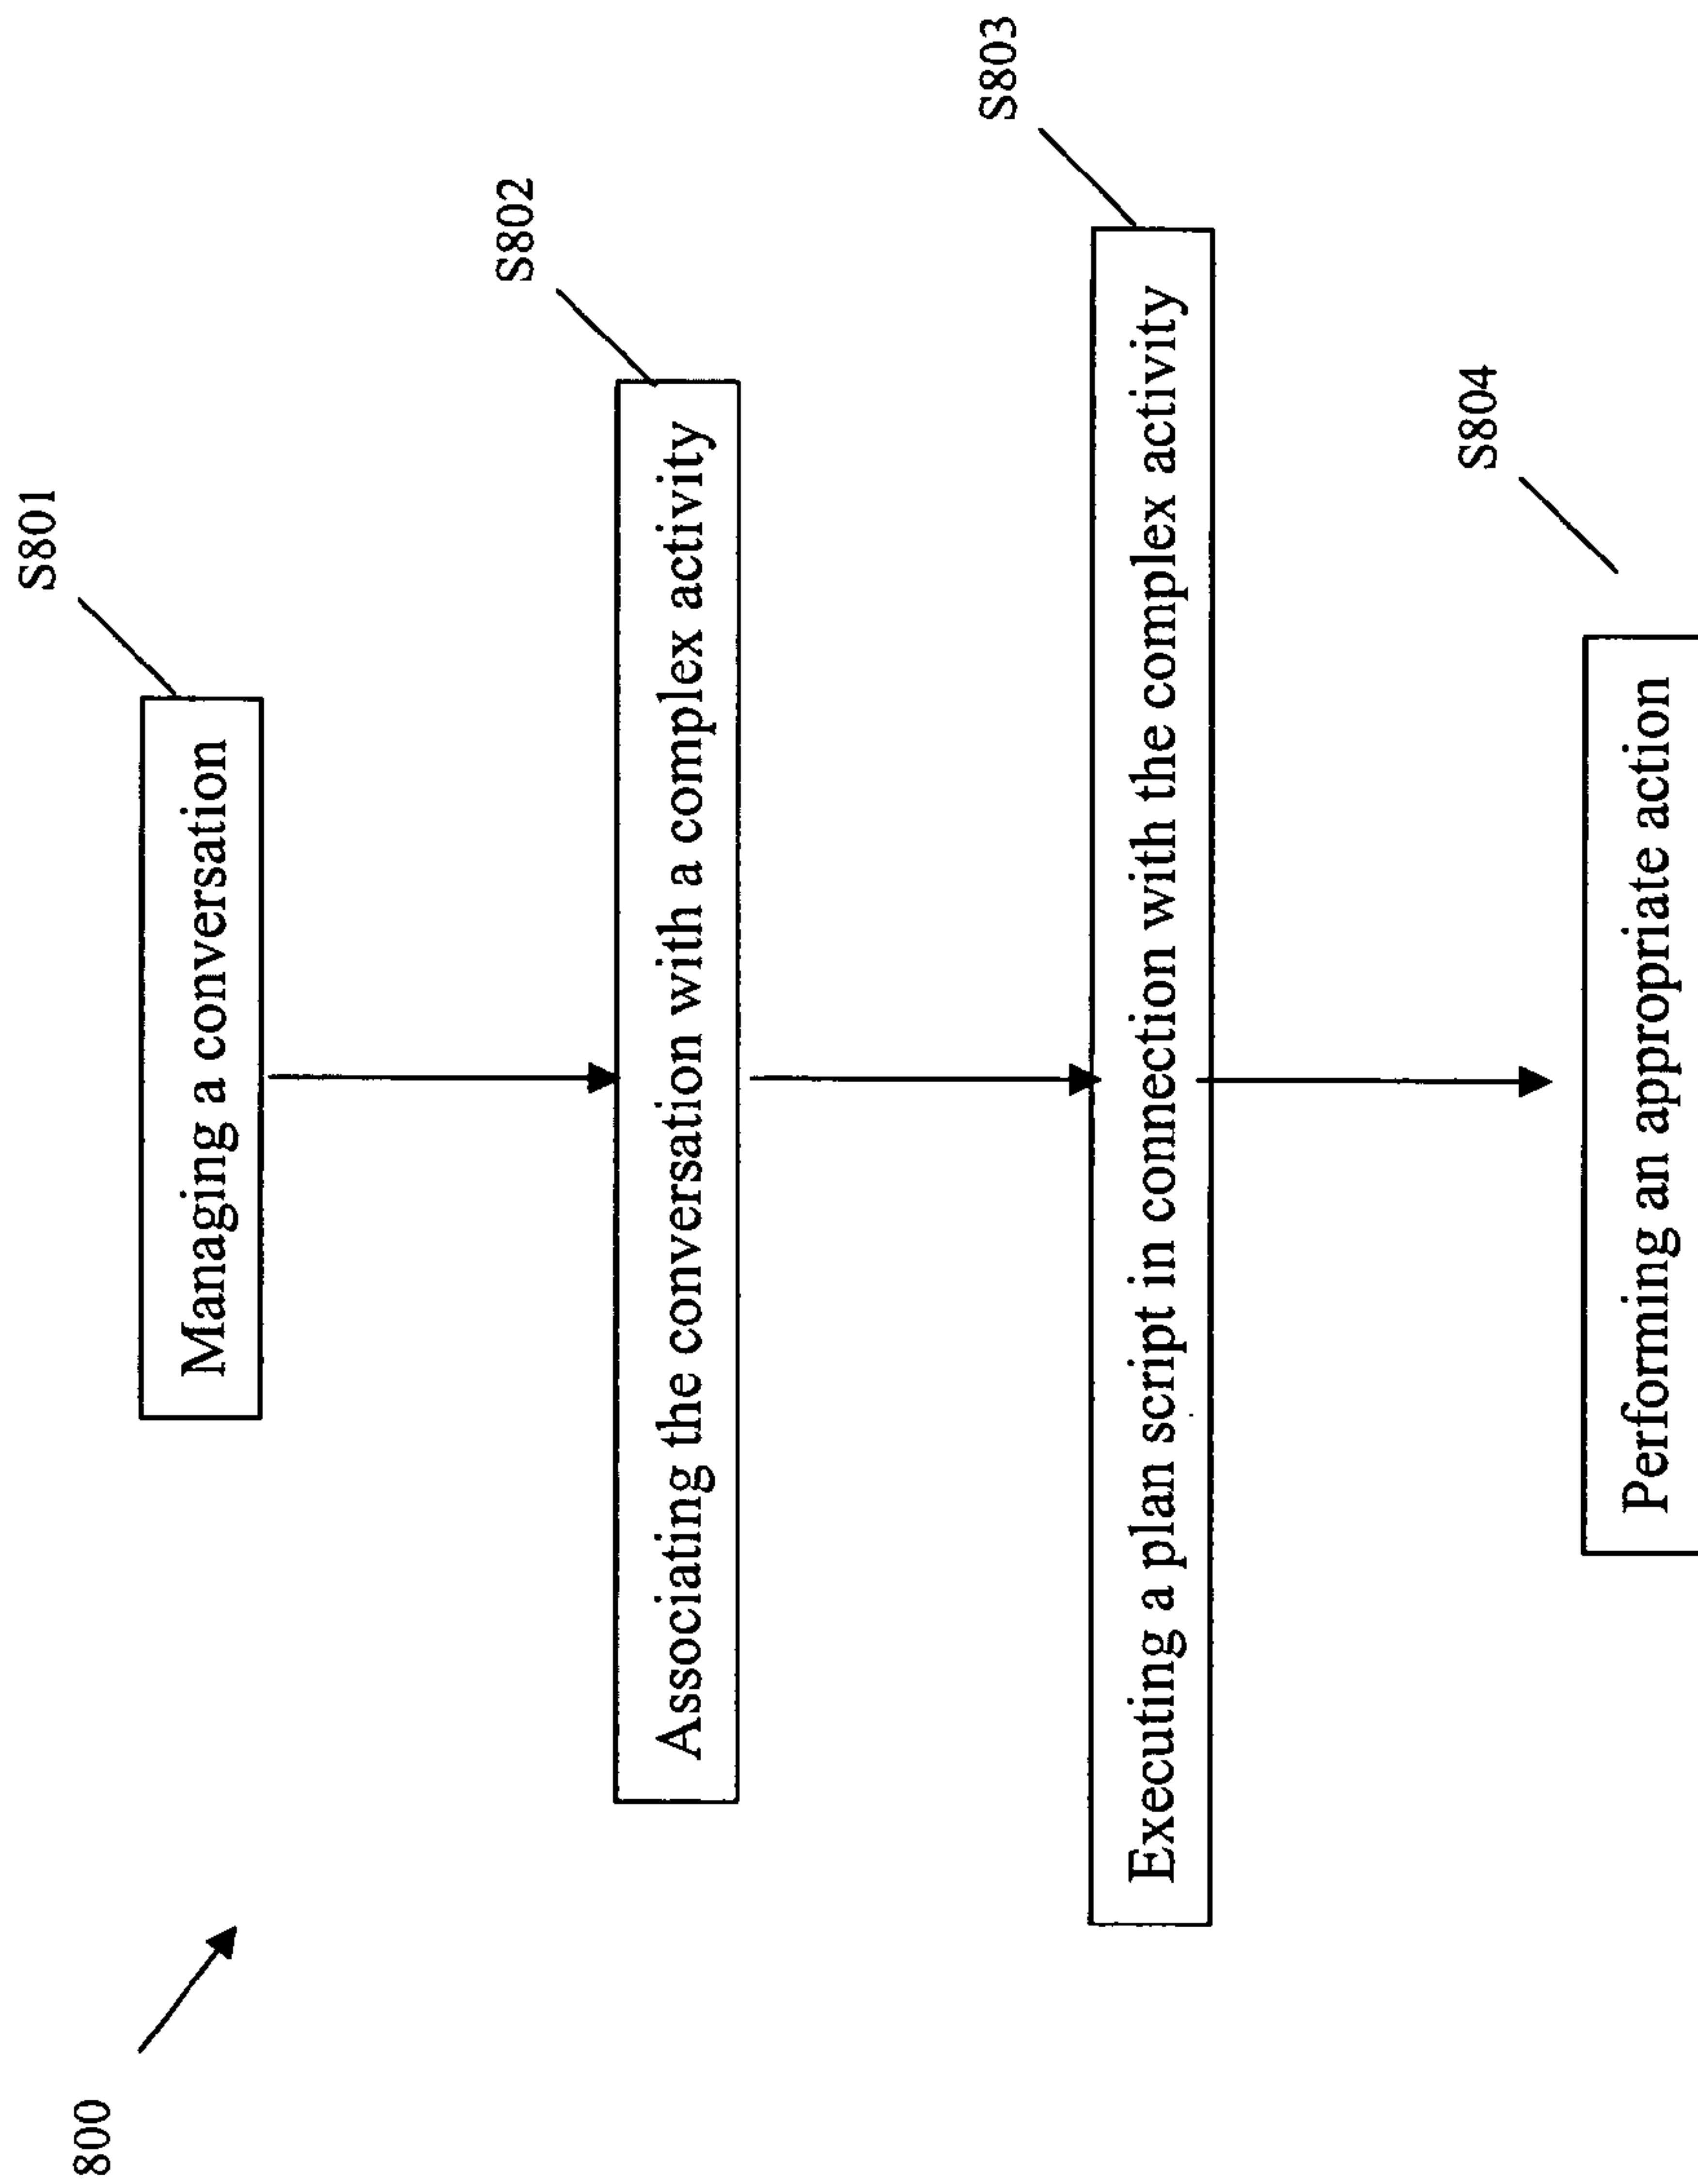 800
S801
Managing a conversation
S802
Associating the conversation with a complex activity
S803
Executing a plan script in connection with the complex activity
S804
Performing an appropriate action